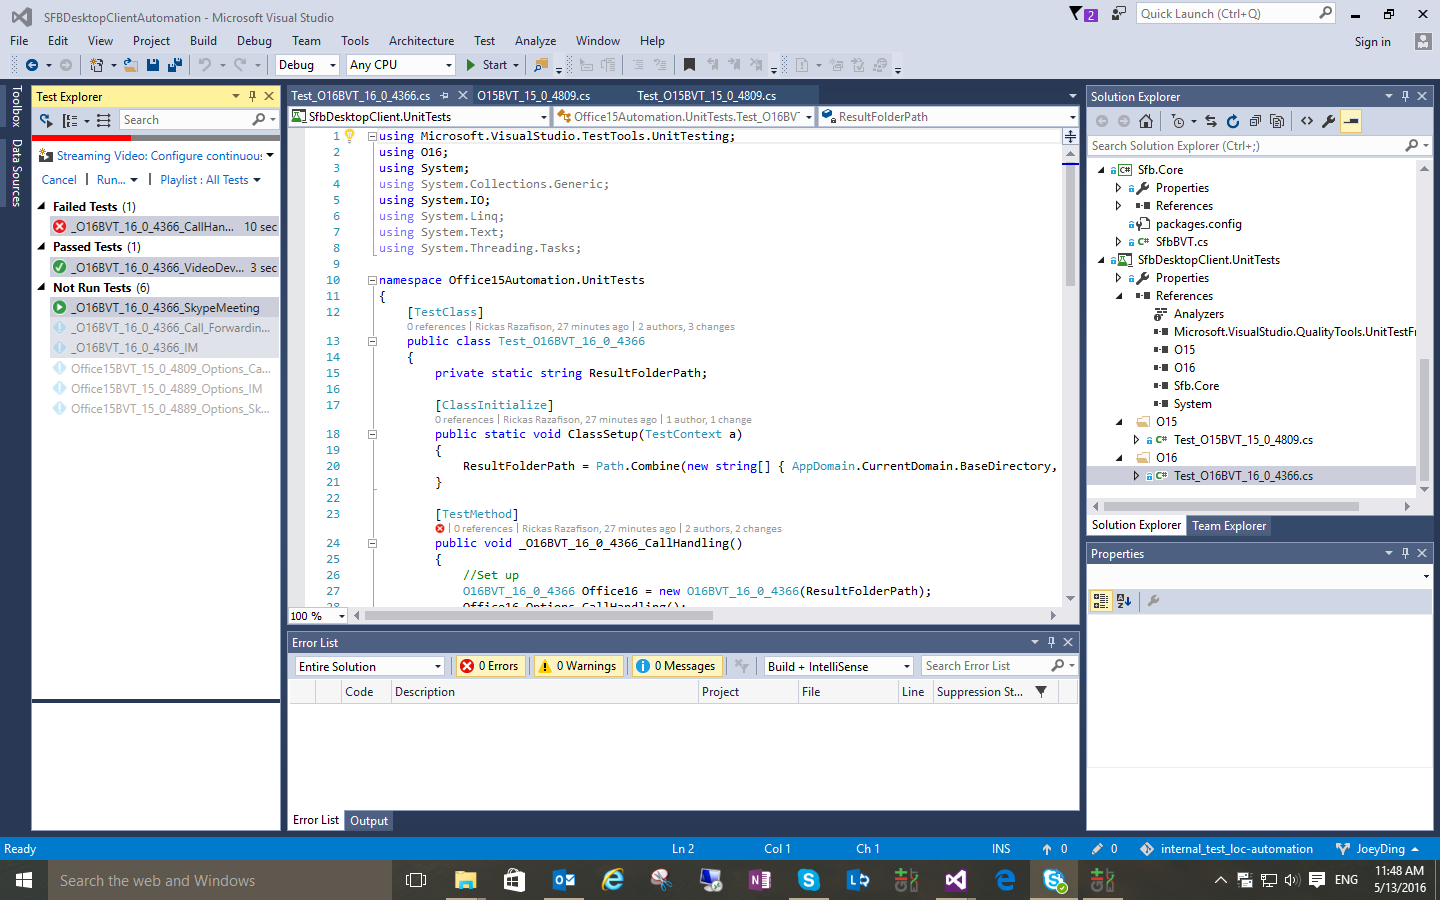 SFBDesktopClientAutomation - Microsoft Visual Studio
2
Quick Launch (Ctrl+Q)
File Edit View Project Build Debug Team Tools Architecture Test Analyze Window Help
Sign in
Debug Any CPU Start
Toolbox
Data Sources
Test Explorer
Search
Streaming Video: Configure continuou:
Cancel Run... Playlist : All Tests
Failed Tests (1)
_O16BVT_16_0_4366_CallHan... 10 sec
Passed Tests (1)
_O16BVT_16_0_4366_VideoDev... 3 sec
Not Run Tests (6)
_O16BVT_16_0_4366_SkypeMeeting
_O16BVT_16_0_4366_Call_Forwardin...
_O16BVT_16_0_4366_IM
Office15BVT_15_0_4809_Options_Ca...
Office15BVT_15_0_4889_Options_IM
Office15BVT_15_0_4889_Options_Sk...
Test_O16BVT_16_0_4366.cs O15BVT_15_0_4809.cs Test_O15BVT_15_0_4809.cs
SfbDesktopClient.UnitTests Office15Automation.UnitTests.Test_O16BVT ResultFolderPath
1 using Microsoft.VisualStudio.TestTools.UnitTesting;
2 using O16;
3 using System;
4 using System.Collections.Generic;
5 using System.IO;
6 using System.Linq;
7 using System.Text;
8 using System.Threading.Tasks;
9
10 namespace Office15Automation.UnitTests
11 {
12 [TestClass]
0 references | Rickas Razafison, 27 minutes ago | 2 authors, 3 changes
13 public class Test_O16BVT_16_0_4366
14 {
15 private static string ResultFolderPath;
16
17 [ClassInitialize]
0 references | Rickas Razafison, 27 minutes ago | 1 author, 1 change
18 public static void ClassSetup(TestContext a)
19 {
20 ResultFolderPath = Path.Combine(new string[] { AppDomain.CurrentDomain.BaseDirectory,
21 }
22
23 [TestMethod]
| 0 references | Rickas Razafison, 27 minutes ago | 2 authors, 2 changes
24 public void _O16BVT_16_0_4366_CallHandling()
25 {
26 //Set up
27 O16BVT_16_0_4366 Office16 = new O16BVT_16_0_4366(ResultFolderPath);
28 Office16.Options.CallHandling();
100 %
Error List
Entire Solution 0 Errors 0 Warnings 0 Messages Build + IntelliSense Search Error List
Code Description Project File Line Suppression St...
Error List Output
Solution Explorer
Search Solution Explorer (Ctrl+;)
Sfb.Core
Properties
References
packages.config
SfbBVT.cs
SfbDesktopClient.UnitTests
Properties
References
Analyzers
Microsoft.VisualStudio.QualityTools.UnitTestFr
O15
O16
Sfb.Core
System
O15
Test_O15BVT_15_0_4809.cs
O16
Test_O16BVT_16_0_4366.cs
Solution Explorer Team Explorer
Properties
Ready Ln 2 Col 1 Ch 1 INS 0 0 internal_test_loc-automation JoeyDing
Search the web and Windows
ENG
11:48 AM
5/13/2016